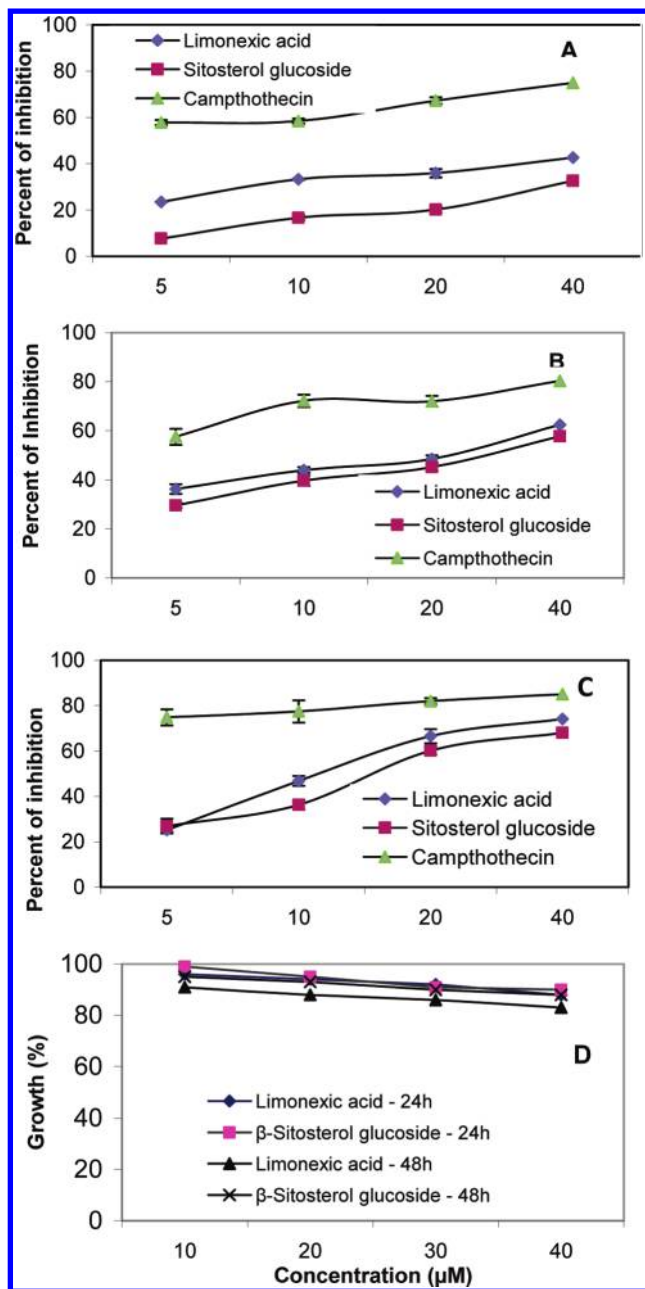 100
80
60
40
20
0
Percent of inhibition
Limonexic acid
Sitosterol glucoside
Campthothecin
A
5 10 20 40
100
80
60
40
20
0
Percent of Inhibition
B
Limonexic acid
Sitosterol glucoside
Campthothecin
5 10 20 40
100
80
60
40
20
0
Percent of inhibition
C
Limonexic acid
Sitosterol glucoside
Campthothecin
5 10 20 40
100
80
60
40
20
0
Growth (%)
D
Limonexic acid - 24h
β-Sitosterol glucoside - 24h
Limonexic acid - 48h
β-Sitosterol glucoside - 48h
10 20 30 40
Concentration (µM)